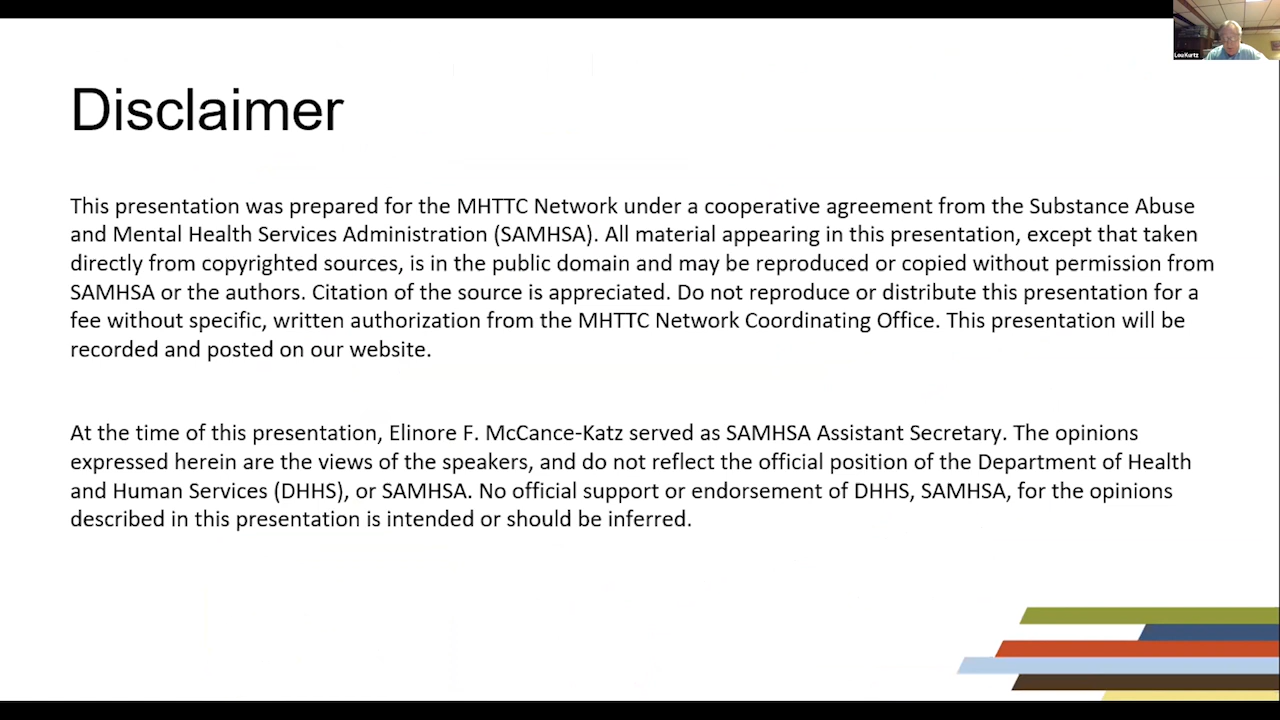 Lou Kurtz
Disclaimer
This presentation was prepared for the MHTTC Network under a cooperative agreement from the Substance Abuse
and Mental Health Services Administration (SAMHSA). All material appearing in this presentation, except that taken
directly from copyrighted sources, is in the public domain and may be reproduced or copied without permission from
SAMHSA or the authors. Citation of the source is appreciated. Do not reproduce or distribute this presentation for a
fee without specific, written authorization from the MHTTC Network Coordinating Office. This presentation will be
recorded and posted on our website.
At the time of this presentation, Elinore F. McCance-Katz served as SAMHSA Assistant Secretary. The opinions
expressed herein are the views of the speakers, and do not reflect the official position of the Department of Health
and Human Services (DHHS), or SAMHSA. No official support or endorsement of DHHS, SAMHSA, for the opinions
described in this presentation is intended or should be inferred.